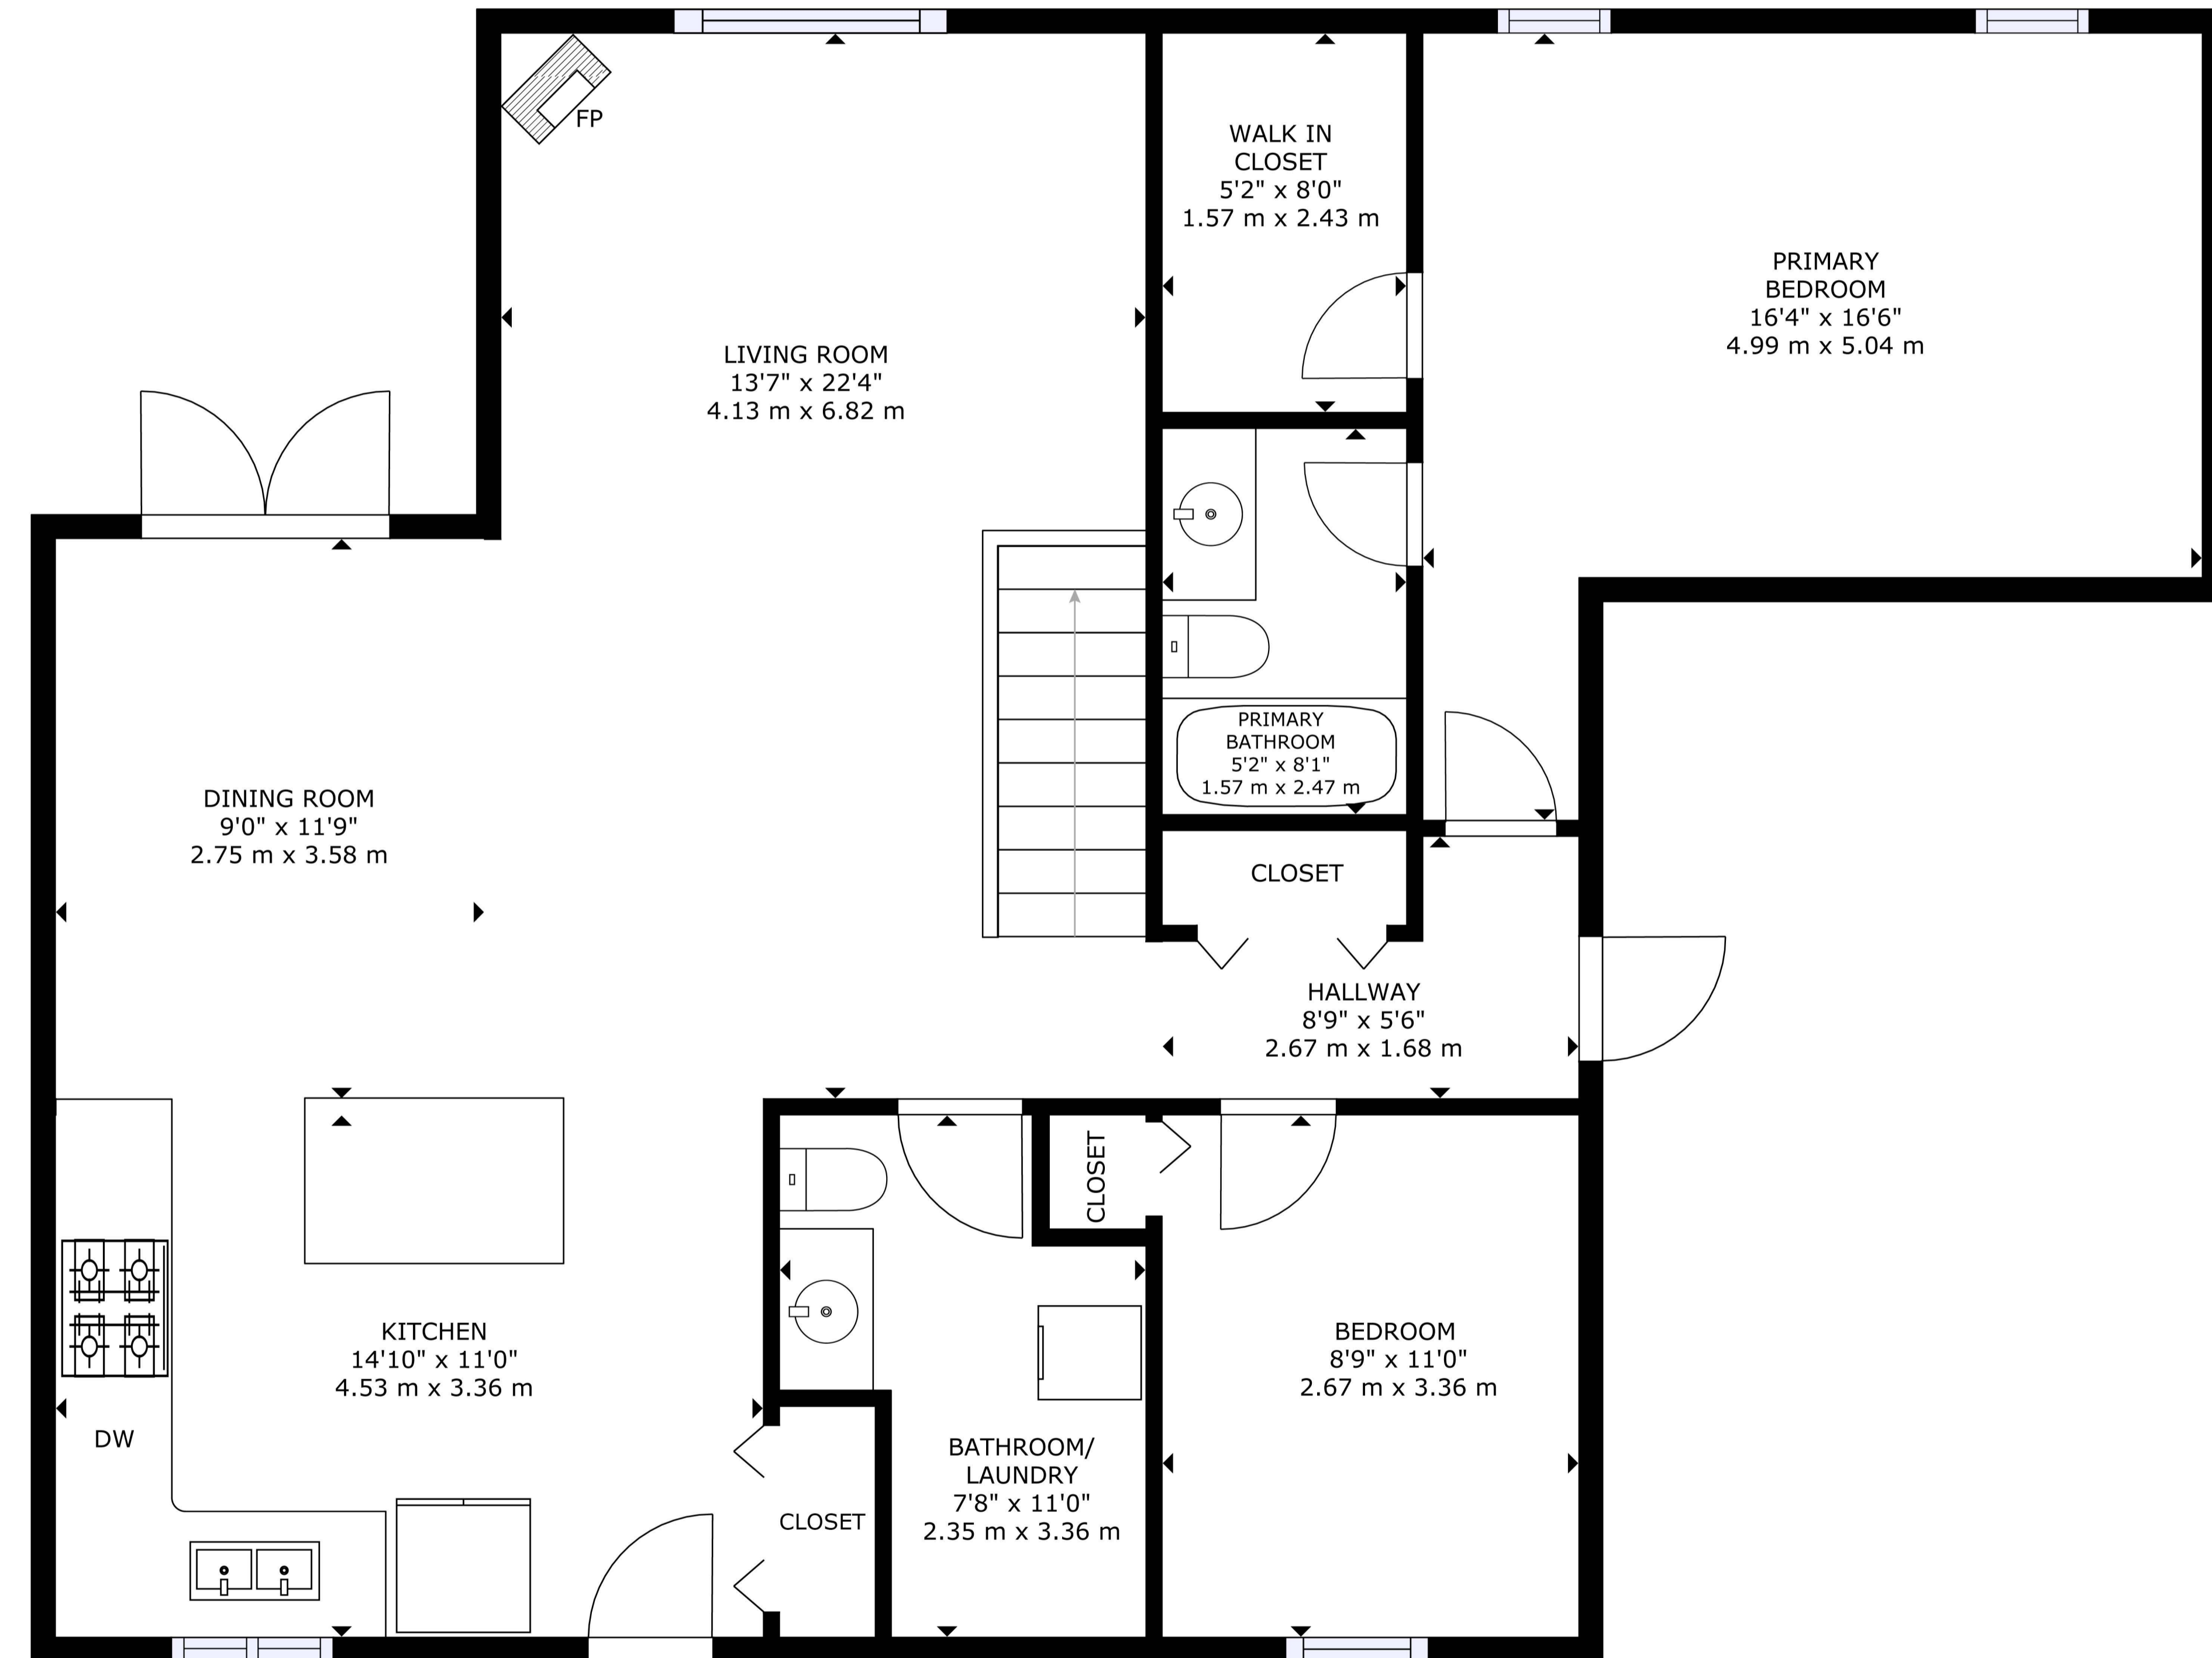 FP
WALK IN
CLOSET
5'2" x 8'0"
1.57 m x 2.43 m
PRIMARY
BEDROOM
16'4" x 16'6"
4.99 m x 5.04 m
LIVING ROOM
13'7" x 22'4"
4.13 m x 6.82 m
PRIMARY
BATHROOM
5'2" x 8'1"
1.57 m x 2.47 m
DINING ROOM
9'0" x 11'9"
2.75 m x 3.58 m
CLOSET
HALLWAY
8'9" x 5'6"
2.67 m x 1.68 m
CLOSET
KITCHEN
14'10" x 11'0"
4.53 m x 3.36 m
BEDROOM
8'9" x 11'0"
2.67 m x 3.36 m
DW
BATHROOM/
LAUNDRY
7'8" x 11'0"
2.35 m x 3.36 m
CLOSET